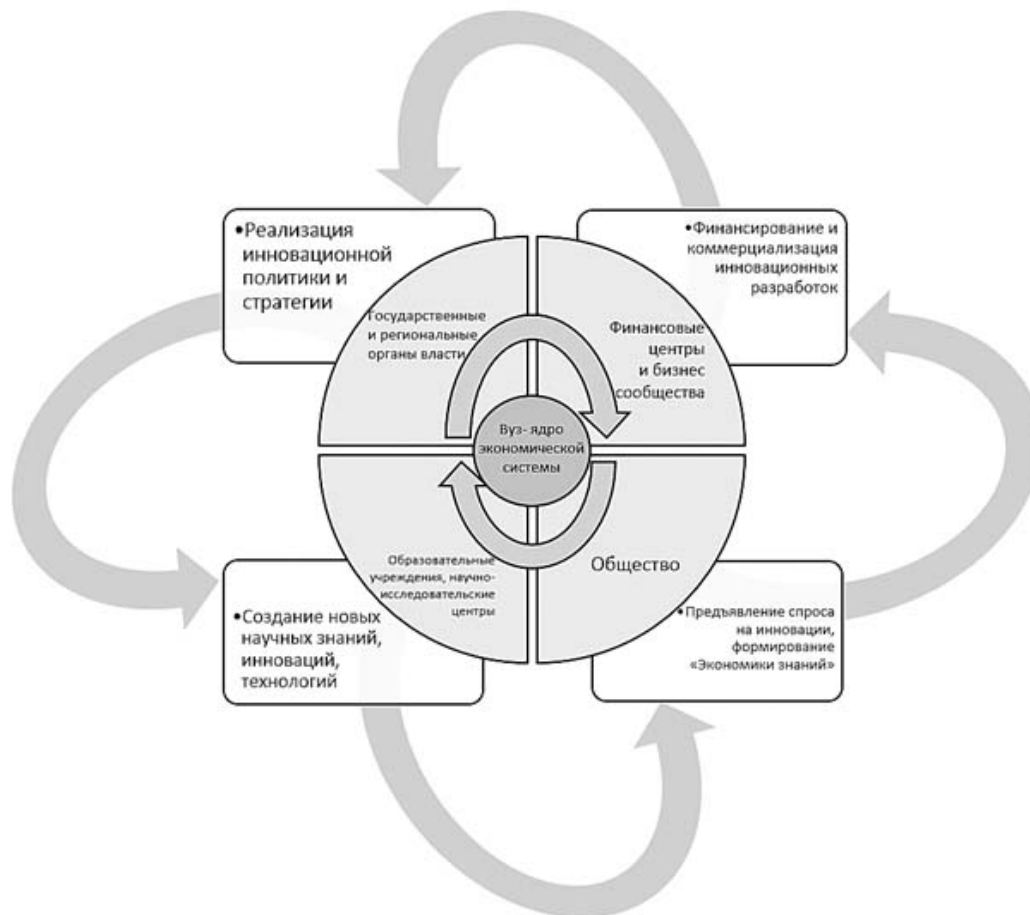 •Реализация
инновационной
политики и
стратегии
•Финансирование и
коммерциализация
инновационных
разработок
Государственные
и региональные
органы власти
Финансовые
центры
и бизнес
сообщества
Вуз- ядро
экономической
системы
Образовательные
учреждения, научно-
исследовательские
центры
Общество
•Создание новых
научных знаний,
инноваций,
технологий
•Предъявление спроса
на инновации,
формирование
«Экономики знаний»